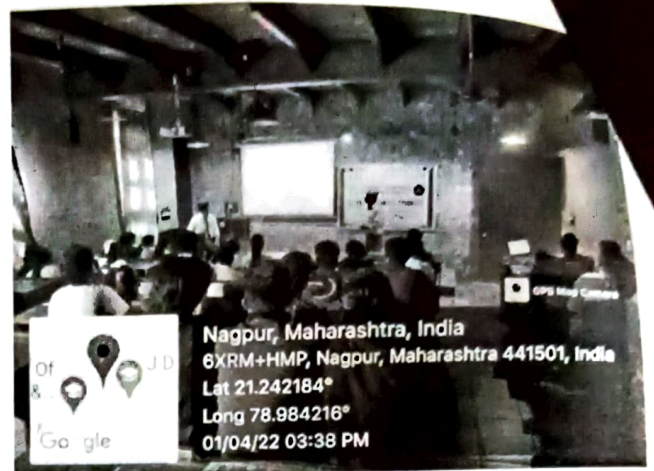 GPS Map Camera
Nagpur, Maharashtra, India
6XRM+HMP, Nagpur, Maharashtra 441501, India
Lat 21.242184°
Long 78.984216°
01/04/22 03:38 PM
Of
J D
&
Google